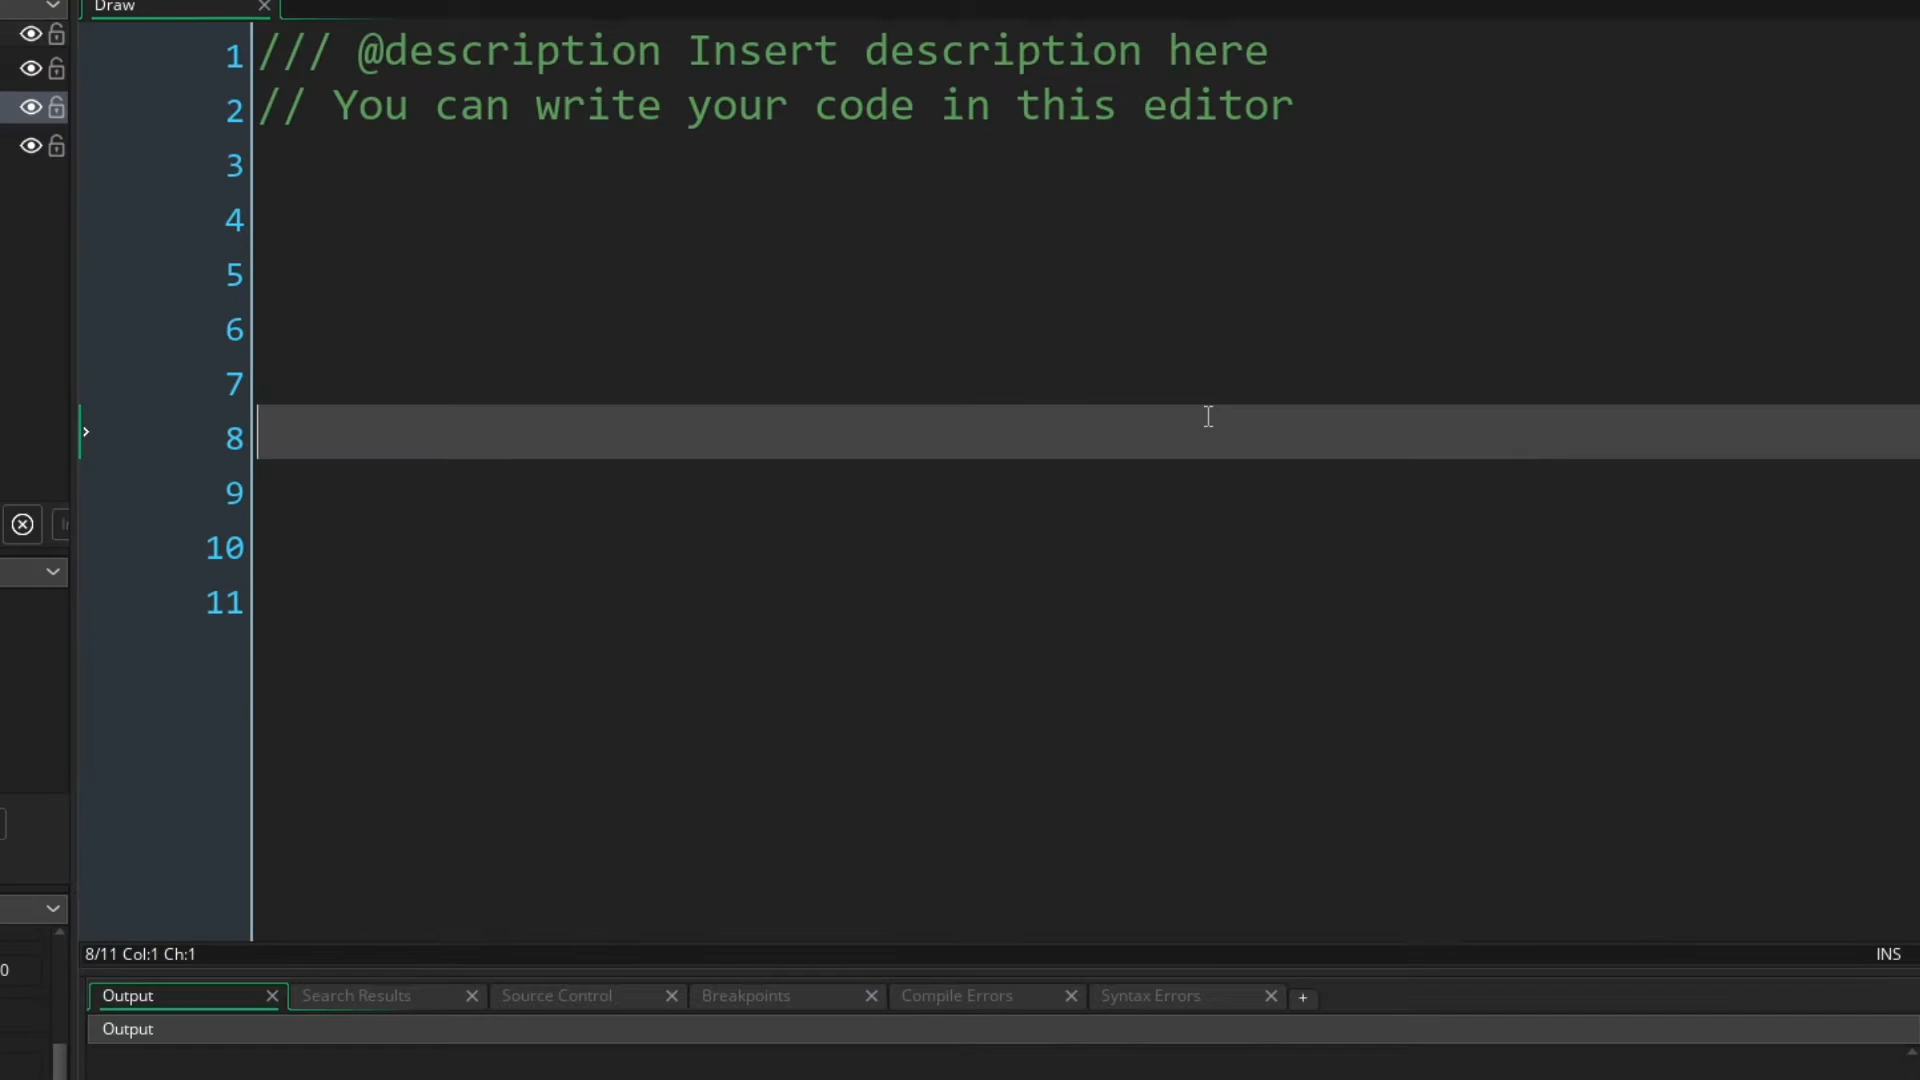 Draw
1 /// @description Insert description here
2 // You can write your code in this editor
3
4
5
6
7
8
9
10
11
8/11 Col:1 Ch:1
INS
0
Output
Search Results
Source Control
Breakpoints
Compile Errors
Syntax Errors
+
Output